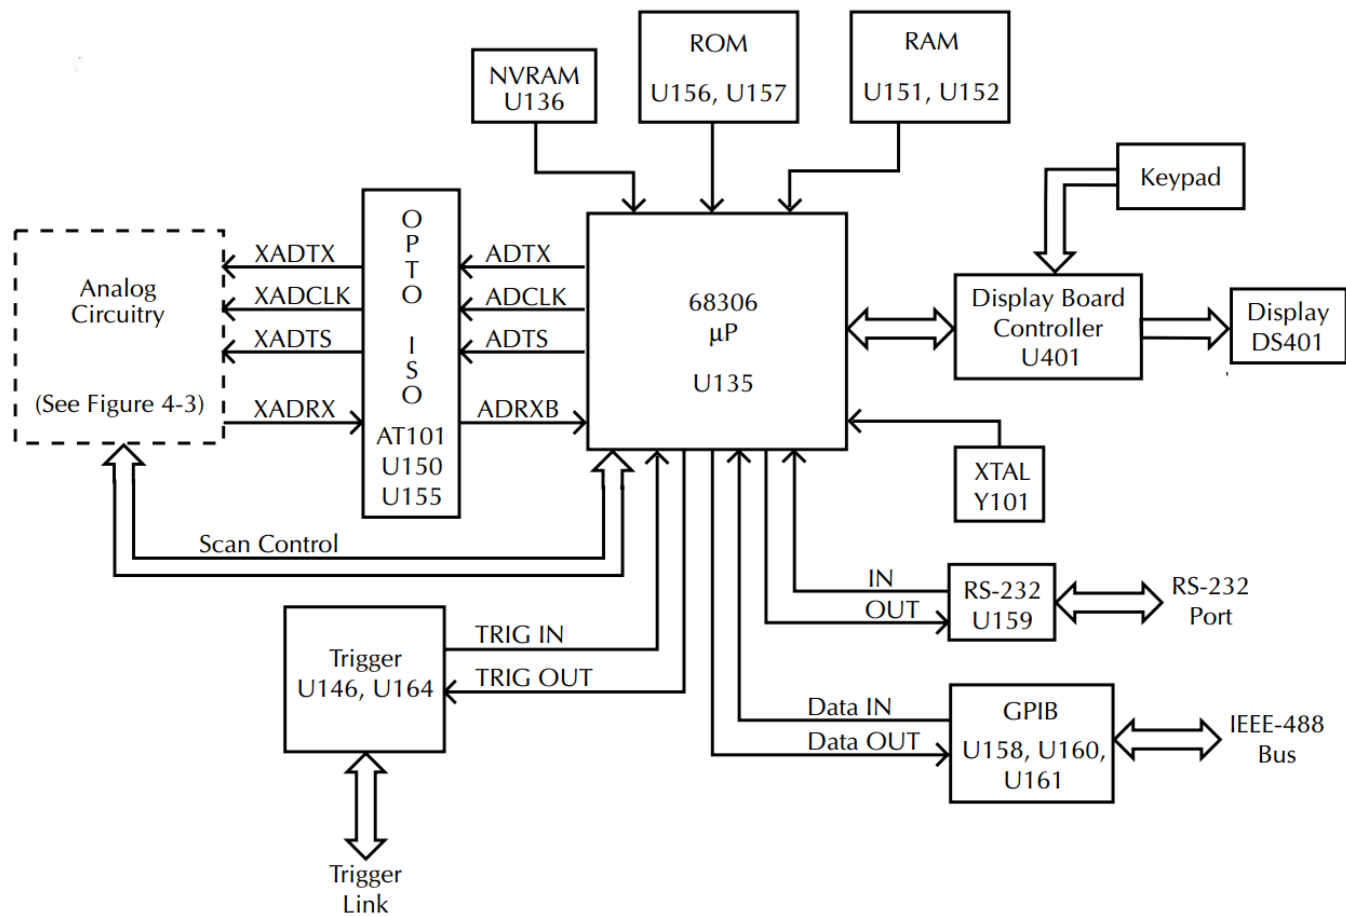 NVRAM
U136
ROM
U156, U157
RAM
U151, U152
Keypad
Analog
Circuitry
(See Figure 4-3)
XADTX
XADCLK
XADTS
XADRX
O
P
T
O
I
S
O
AT101
U150
U155
ADTX
ADCLK
ADTS
ADRXB
68306
µP
U135
Display Board
Controller
U401
Display
DS401
XTAL
Y101
Scan Control
IN
OUT
RS-232
U159
RS-232
Port
Trigger
U146, U164
TRIG IN
TRIG OUT
Data IN
Data OUT
GPIB
U158, U160,
U161
IEEE-488
Bus
Trigger
Link